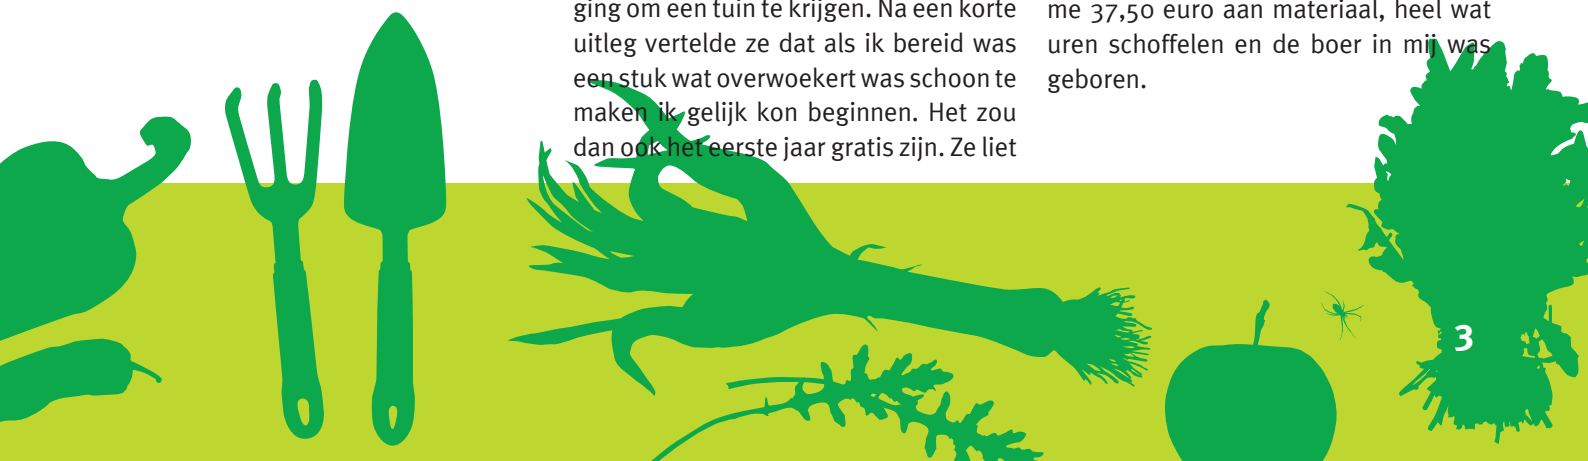 ging om een tuin te krijgen. Na een korte
uitleg vertelde ze dat als ik bereid was
een stuk wat overwoekert was schoon te
maken ik gelijk kon beginnen. Het zou
dan ook het eerste jaar gratis zijn. Ze liet
me 37,50 euro aan materiaal, heel wat
uren schoffelen en de boer in mij was
geboren.
3